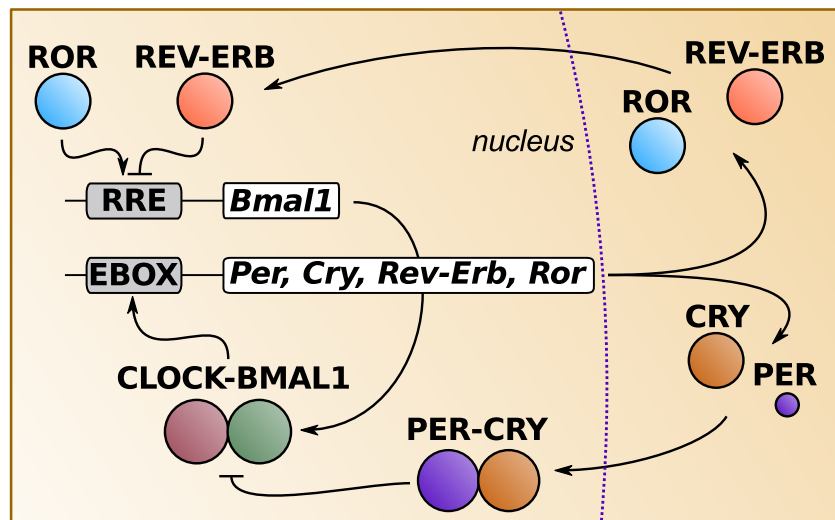 ROR
REV-ERB
REV-ERB
ROR
nucleus
RRE
Bmal1
EBOX
Per, Cry, Rev-Erb, Ror
CRY
PER
CLOCK-BMAL1
PER-CRY